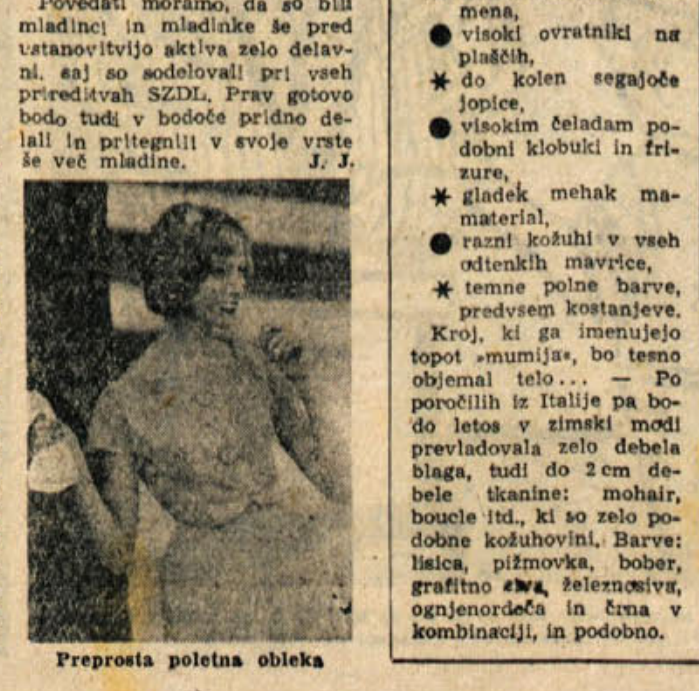 Povedati moramo, da so bili
mladinci in mladinke še pred
ustanovitvijo aktiva zelo delav-
ni, saj so sodelovali pri vseh
prireditvah SZDL. Prav gotovo
bodo tudi v bodoče pridno de-
lali in pritegnili v svoje vrste
še več mladine. J. J.
Preprosta poletna obleka
mena,
● visoki ovratniki na
plaščih,
* do kolen segajoče
jopice,
● visokim čeladam po-
dobni klobuki in fri-
zure,
* gladek mehak ma-
material,
● razni kožuhi v vseh
odtenkih mavrice,
* temne polne barve,
predvsem kostanjeve.
Kroj, ki ga imenujejo
topot »mumija«, bo tesno
objemal telo... — Po
poročilih iz Italije pa bo-
do letos v zimski modi
prevladovala zelo debela
blaga, tudi do 2 cm de-
bele tkanine: mohair,
boucle itd., ki so zelo po-
dobne kožuhovini. Barve:
lisica, pižmovka, bober,
grafitno železnosiva,
ognjenordeča in črna v
kombinaciji, in podobno.